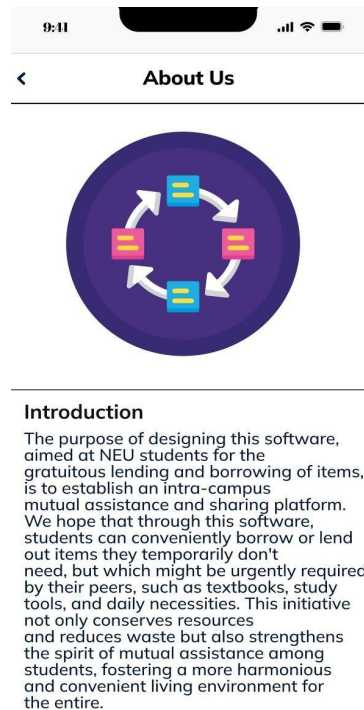 9:41
About Us
Introduction
The purpose of designing this software,
aimed at NEU students for the
gratuitous lending and borrowing of items,
is to establish an intra-campus
mutual assistance and sharing platform.
We hope that through this software,
students can conveniently borrow or lend
out items they temporarily don't
need, but which might be urgently required
by their peers, such as textbooks, study
tools, and daily necessities. This initiative
not only conserves resources
and reduces waste but also strengthens
the spirit of mutual assistance among
students, fostering a more harmonious
and convenient living environment for
the entire.